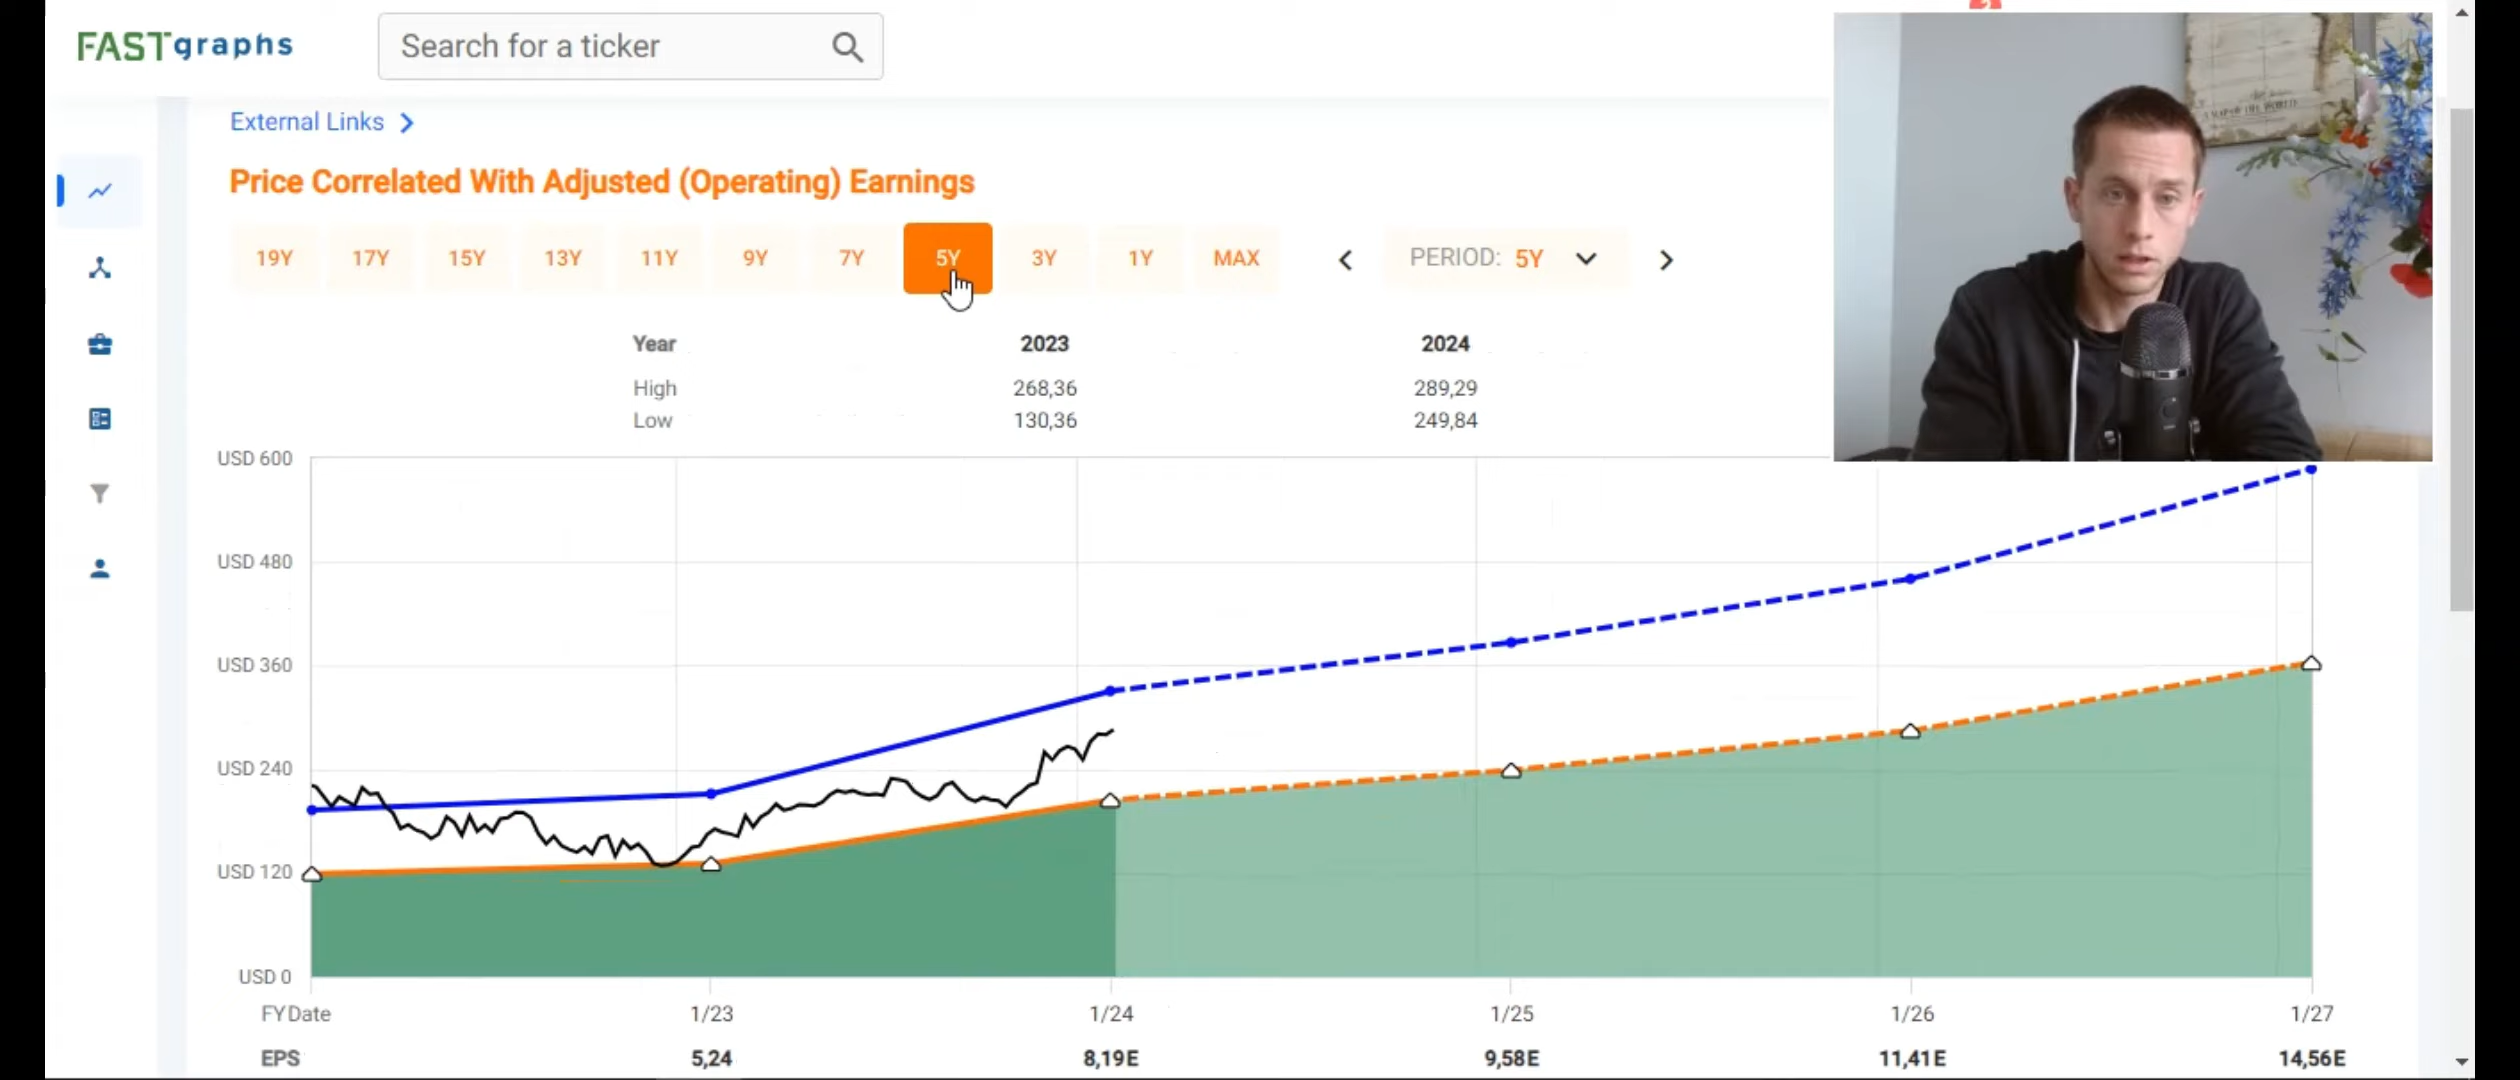 FASTgraphs
Search for a ticker
External Links
Price Correlated With Adjusted (Operating) Earnings
19Y 17Y 15Y 13Y 11Y 9Y 7Y 5Y 3Y 1Y MAX PERIOD: 5Y
Year 2023 2024
High 268,36 289,29
Low 130,36 249,84
USD 600
USD 480
USD 360
USD 240
USD 120
USD 0
FY Date 1/23 1/24 1/25 1/26 1/27
EPS 5,24 8,19E 9,58E 11,41E 14,56E